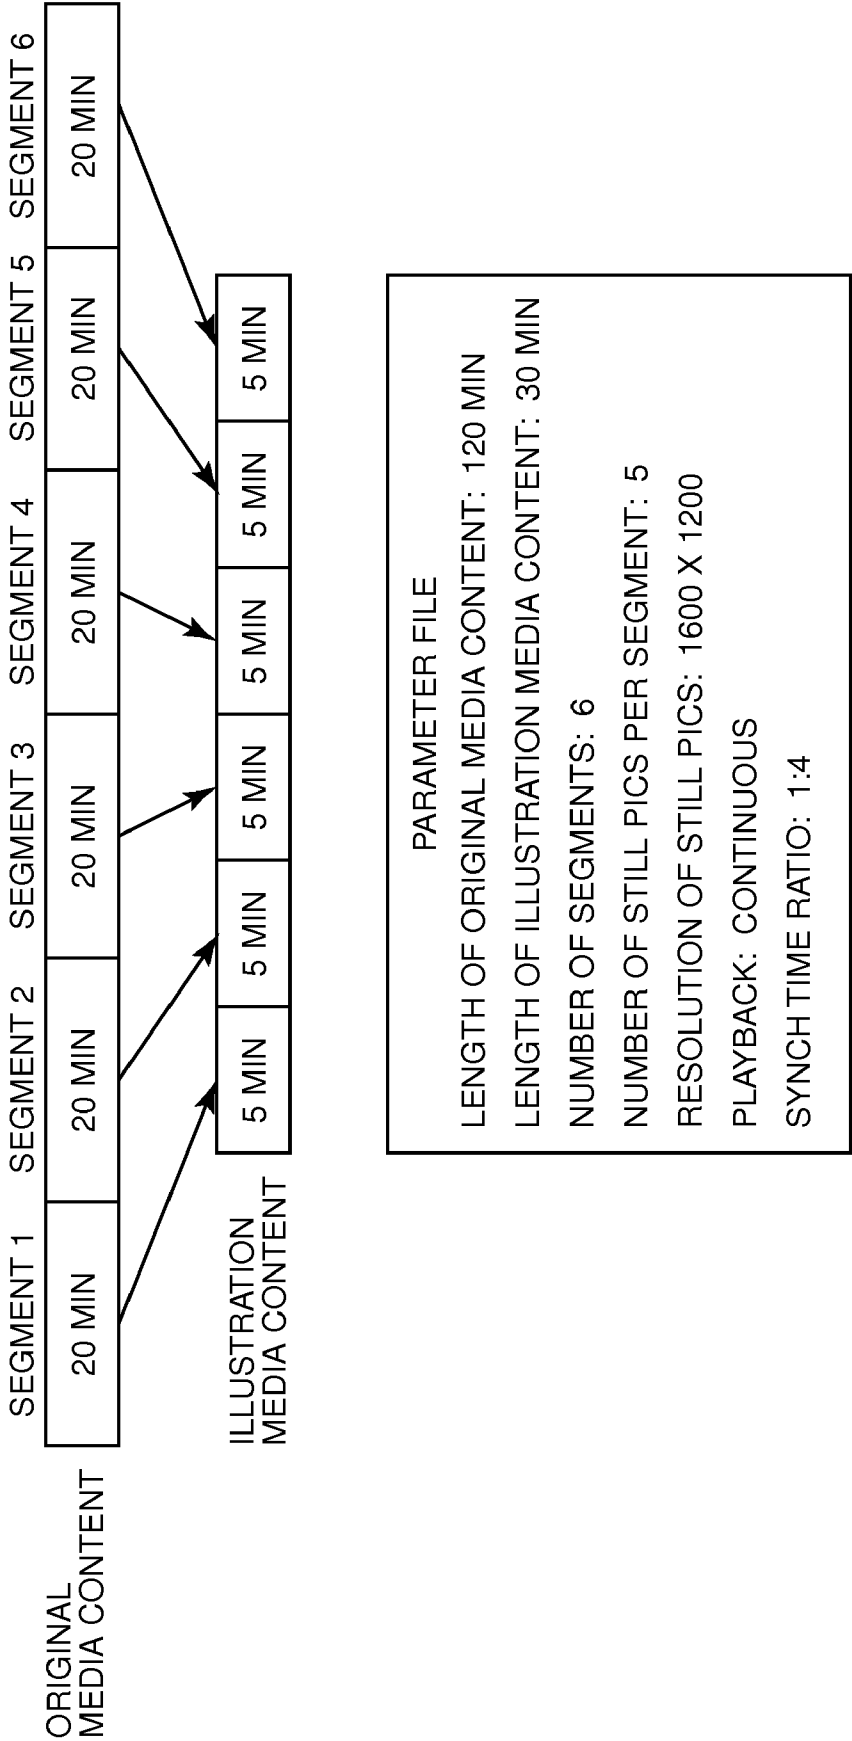 SEGMENT 1 SEGMENT 2 SEGMENT 3 SEGMENT 4 SEGMENT 5 SEGMENT 6
ORIGINAL
MEDIA CONTENT
20 MIN 20 MIN 20 MIN 20 MIN 20 MIN 20 MIN
ILLUSTRATION
MEDIA CONTENT
5 MIN 5 MIN 5 MIN 5 MIN 5 MIN 5 MIN
PARAMETER FILE
LENGTH OF ORIGINAL MEDIA CONTENT: 120 MIN
LENGTH OF ILLUSTRATION MEDIA CONTENT: 30 MIN
NUMBER OF SEGMENTS: 6
NUMBER OF STILL PICS PER SEGMENT: 5
RESOLUTION OF STILL PICS: 1600 X 1200
PLAYBACK: CONTINUOUS
SYNCH TIME RATIO: 1:4